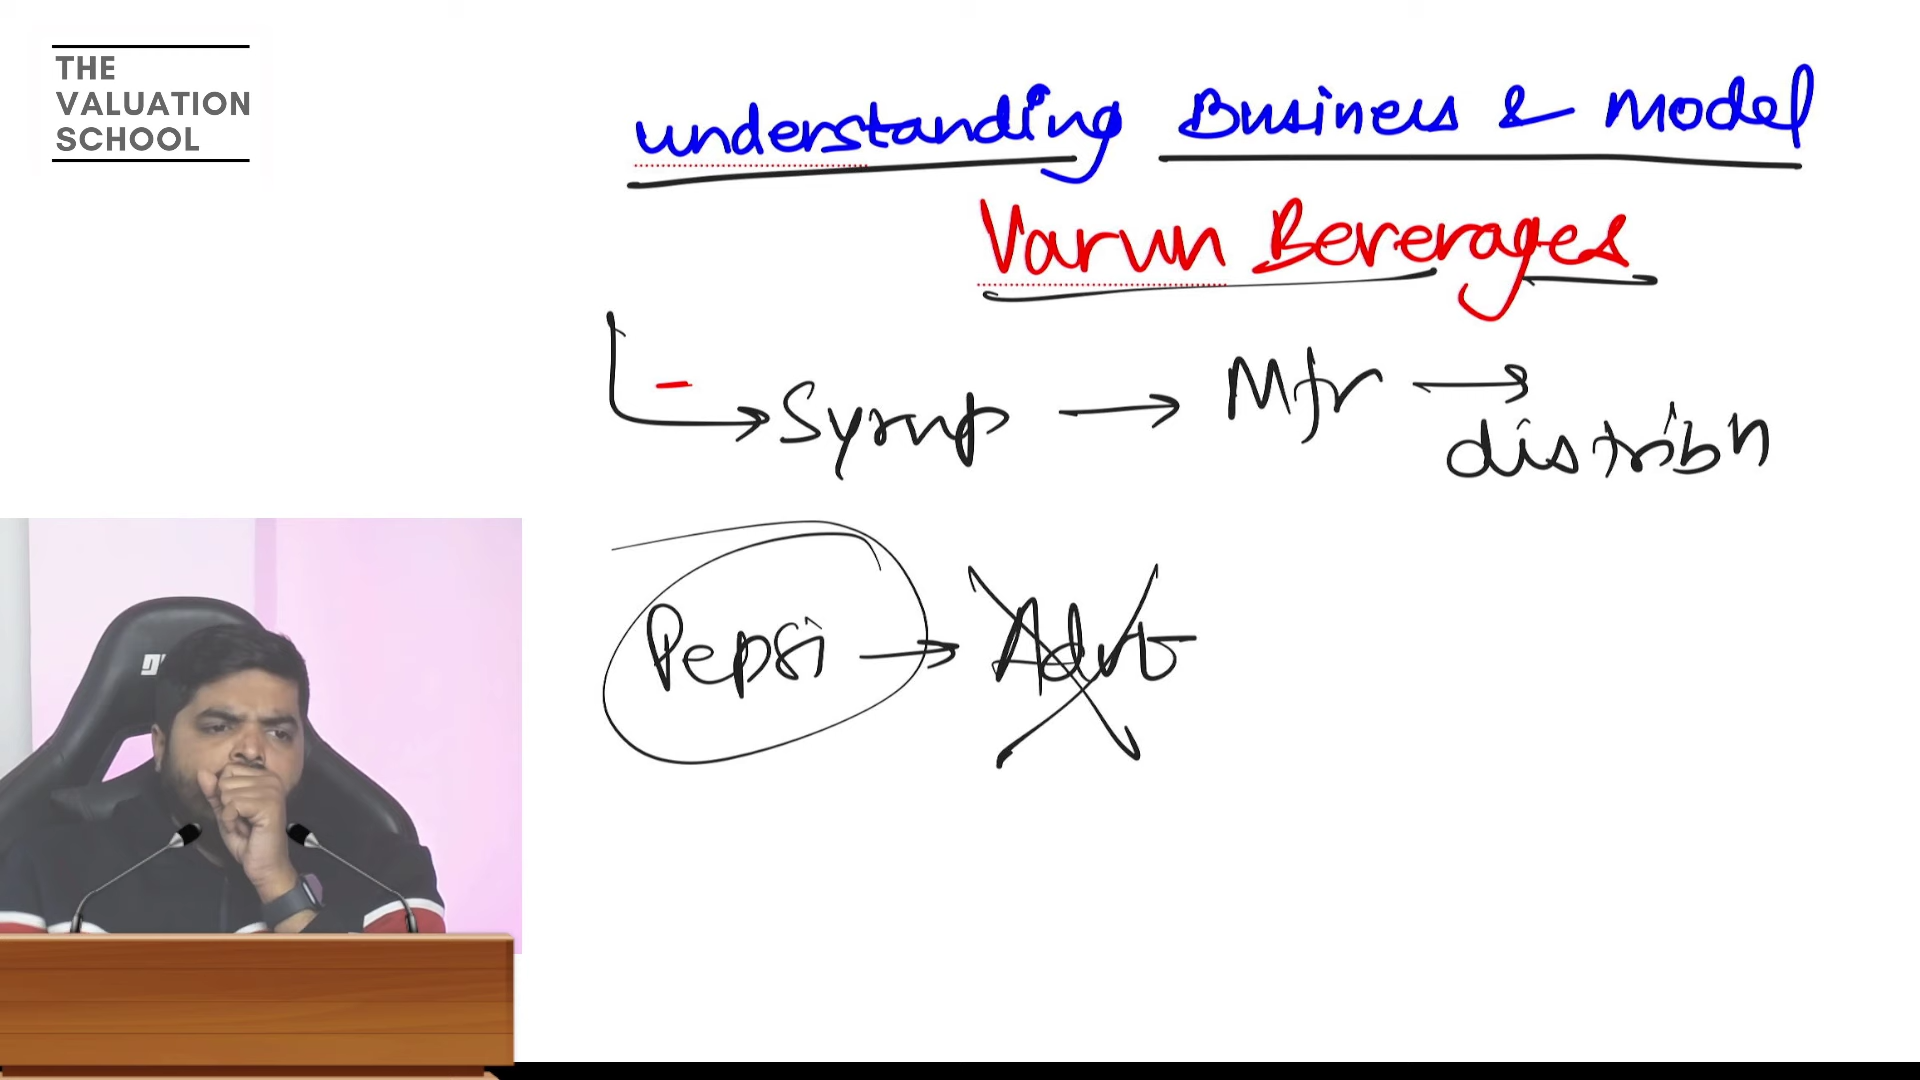 THE
VALUATION
SCHOOL
understanding Business & Model
Varun Beverages
Syrup → Mfr →
distribn
Pepsi → Advt